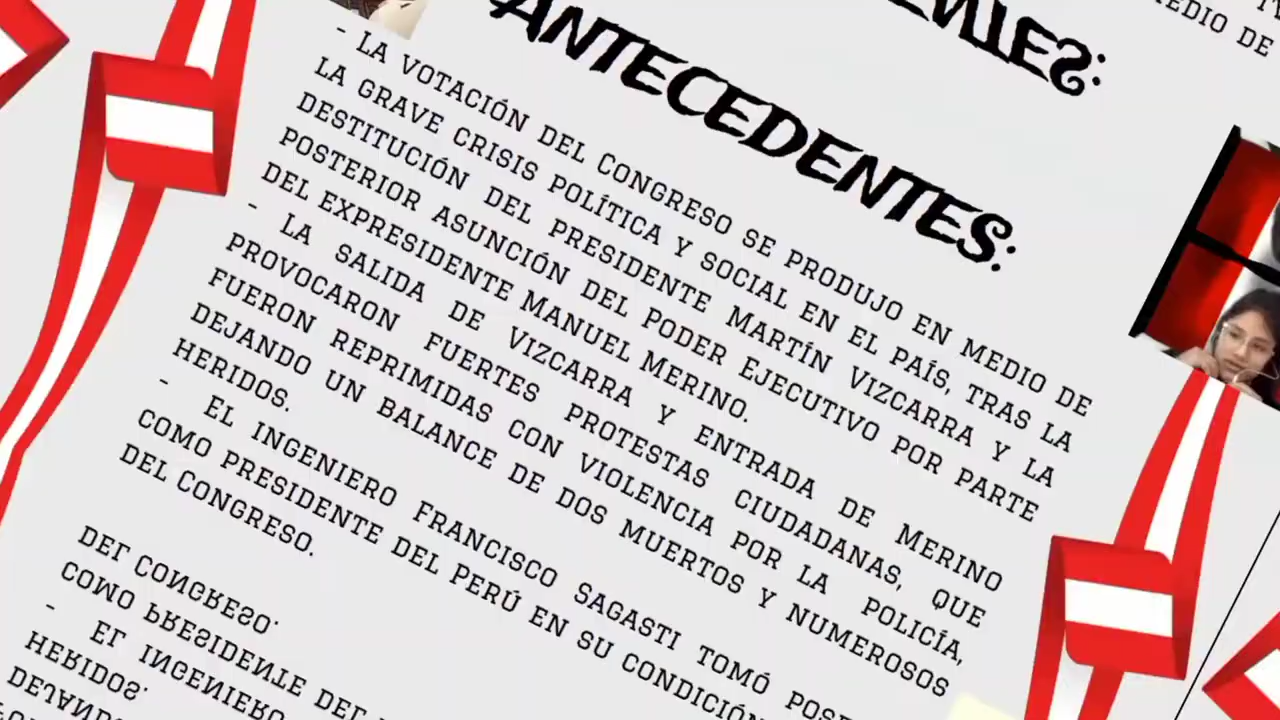 ANTECEDENTES:
- LA VOTACIÓN DEL CONGRESO SE PRODUJO EN MEDIO DE
LA GRAVE CRISIS POLÍTICA Y SOCIAL EN EL PAÍS, TRAS LA
DESTITUCIÓN DEL PRESIDENTE MARTÍN VIZCARRA Y LA
POSTERIOR ASUNCIÓN DEL PODER EJECUTIVO POR PARTE
DEL EXPRESIDENTE MANUEL MERINO.
- LA SALIDA DE VIZCARRA Y ENTRADA DE MERINO
PROVOCARON FUERTES PROTESTAS CIUDADANAS, QUE
FUERON REPRIMIDAS CON VIOLENCIA POR LA POLICÍA,
DEJANDO UN BALANCE DE DOS MUERTOS Y NUMEROSOS
HERIDOS.
- EL INGENIERO FRANCISCO SAGASTI TOMÓ
COMO PRESIDENTE DEL PERÚ EN SU CONDICIÓN
DEL CONGRESO.
DEL CONGRESO.
COMO PRESIDENTE DEL
- EL INGENIERO
HERIDOS.